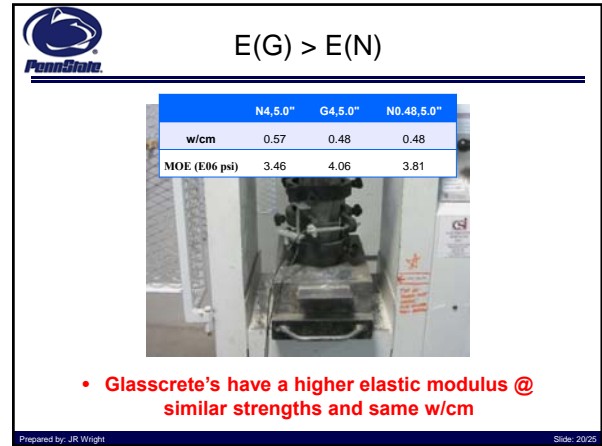 PennState.
E(G) > E(N)
N4,5.0" G4,5.0" N0.48,5.0"
w/cm 0.57 0.48 0.48
MOE (E06 psi) 3.46 4.06 3.81
• Glasscrete's have a higher elastic modulus @
similar strengths and same w/cm
Prepared by: JR Wright Slide: 20/25